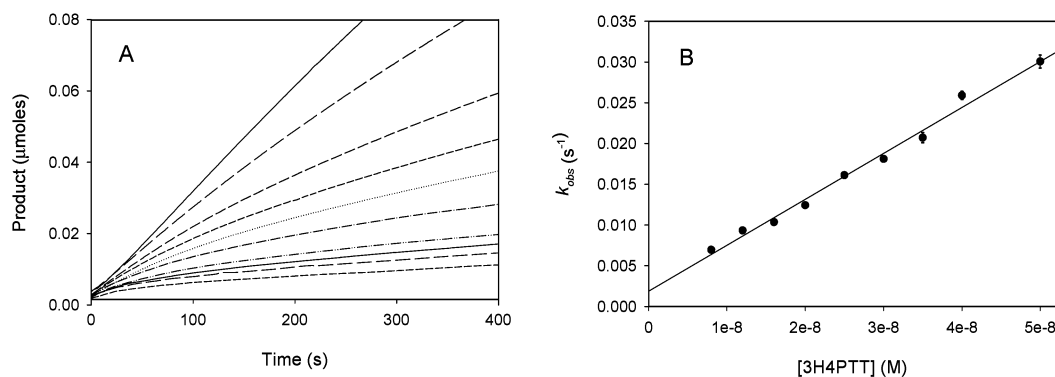 A
0.08
0.06
0.04
0.02
0.00
Product (μmoles)
0 100 200 300 400
Time (s)
B
0.035
0.030
0.025
0.020
0.015
0.010
0.005
0.000
kobs (s-1)
0 1e-8 2e-8 3e-8 4e-8 5e-8
[3H4PTT] (M)